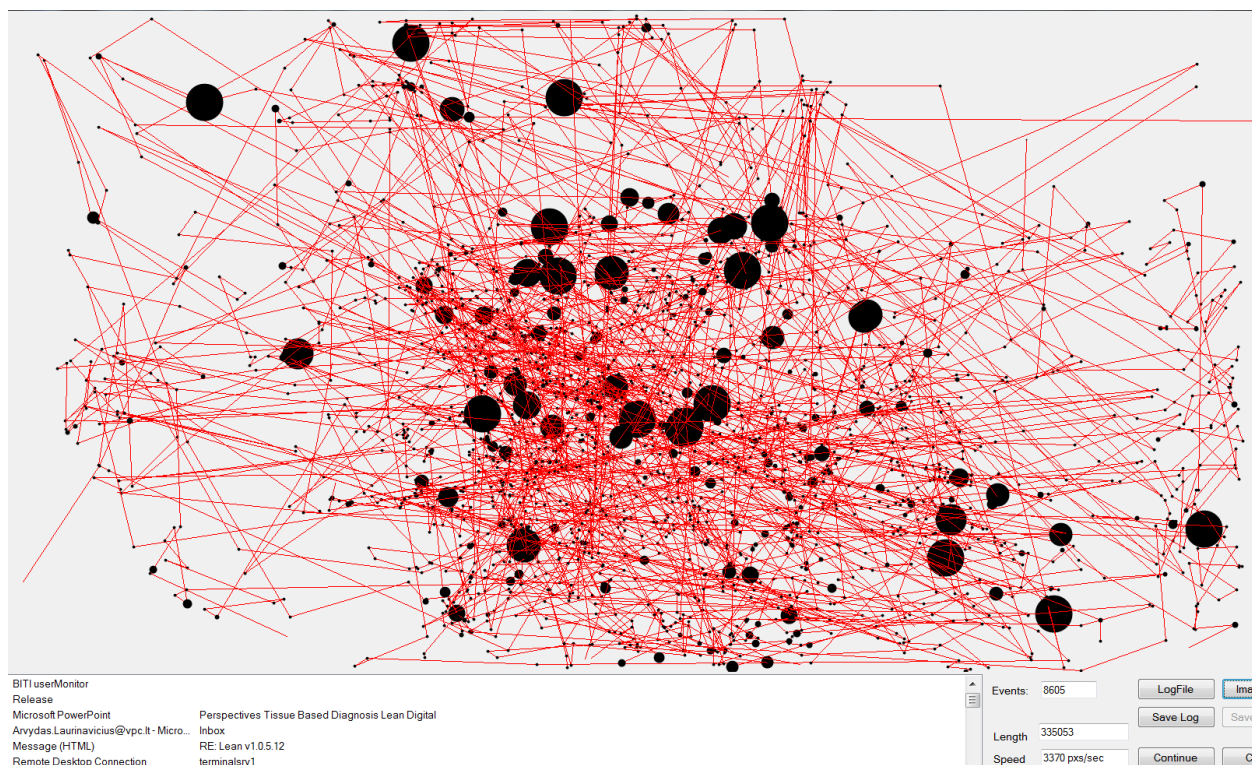 BITI userMonitor
Release
Microsoft PowerPoint Perspectives Tissue Based Diagnosis Lean Digital
Arvydas.Laurinavicius@vpc.lt - Micro... Inbox
Message (HTML) RE: Lean v1.0.5.12
Remote Desktop Connection terminalsrv1
Events: 8605 LogFile Ima
Save Log Save
Length 335053
Speed 3370 pxs/sec Continue C